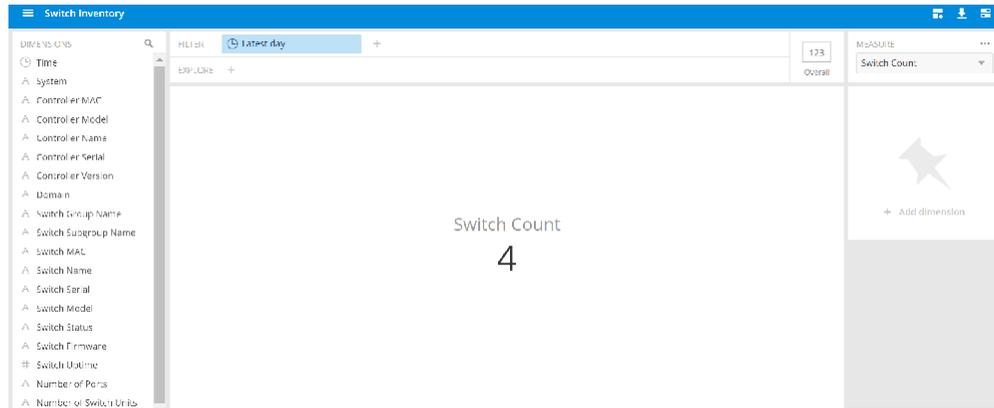 Switch Inventory
DIMENSIONS
Time
System
Controller MAC
Controller Model
Controller Name
Controller Serial
Controller Version
Domain
Switch Group Name
Switch Subgroup Name
Switch MAC
Switch Name
Switch Serial
Switch Model
Switch Status
Switch Firmware
# Switch Uptime
Number of Ports
Number of Switch Units
FILTER Latest day +
EXPLORE +
123
Overall
Switch Count
4
MEASURE ...
Switch Count
+ Add dimension